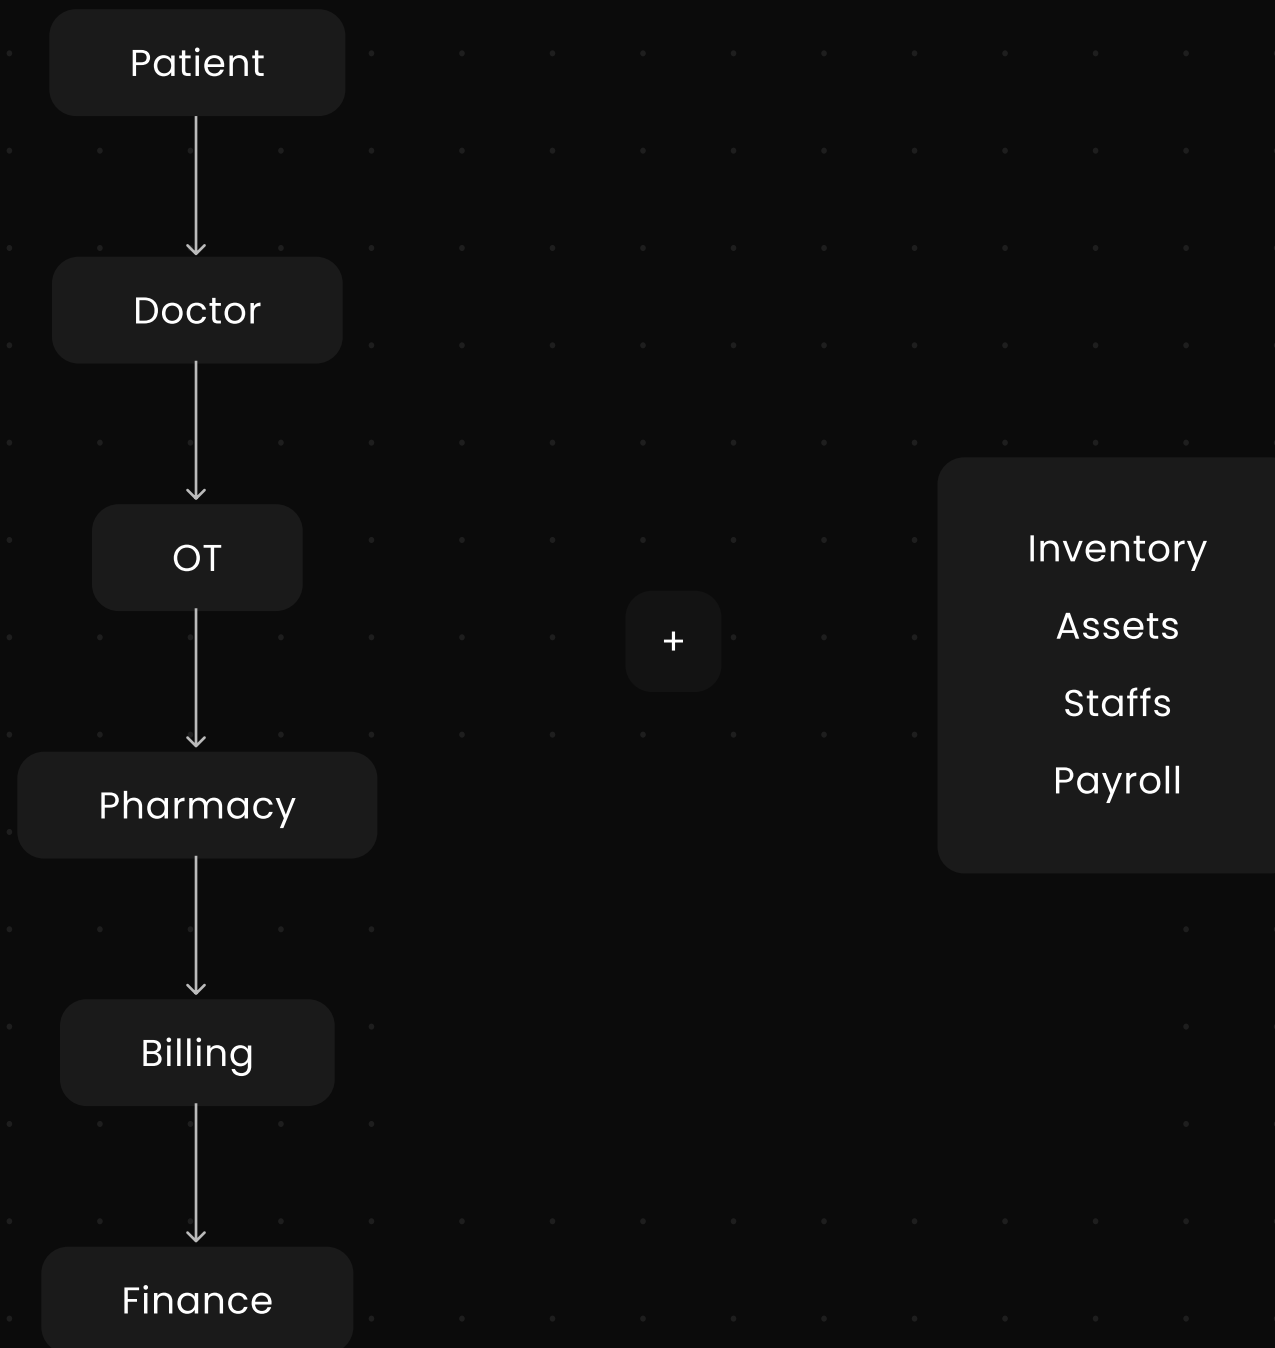 Patient
Doctor
OT
Pharmacy
Billing
Finance
+
Inventory
Assets
Staffs
Payroll